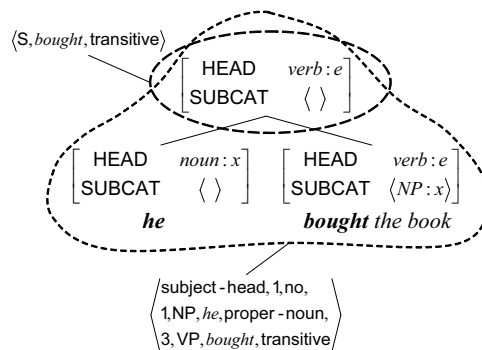 ⟨S, bought, transitive⟩
HEAD verb : e
SUBCAT ⟨ ⟩
HEAD noun : x
SUBCAT ⟨ ⟩
he
HEAD verb : e
SUBCAT ⟨NP : x⟩
bought the book
subject - head, 1, no,
1, NP, he, proper - noun,
3, VP, bought, transitive